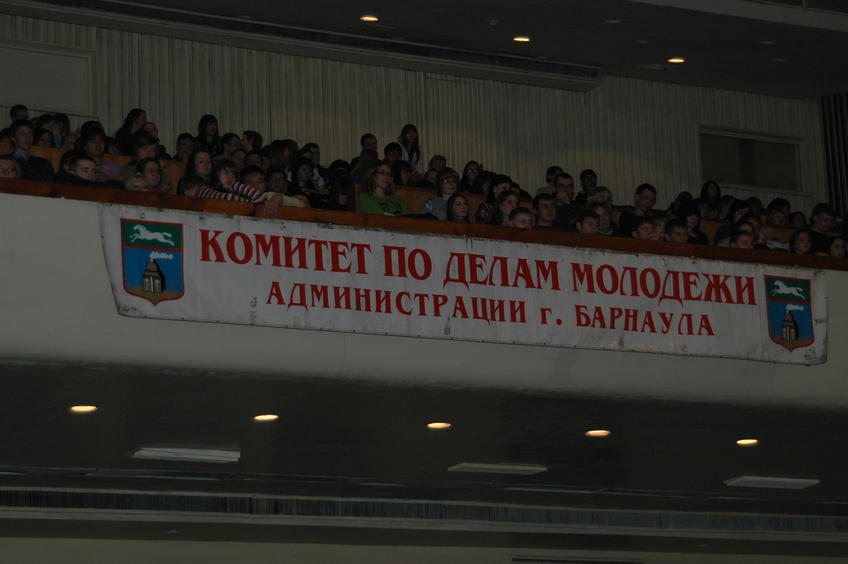 КОМИТЕТ ПО ДЕЛАМ МОЛОДЕЖИ
АДМИНИСТРАЦИИ г. БАРНАУЛА